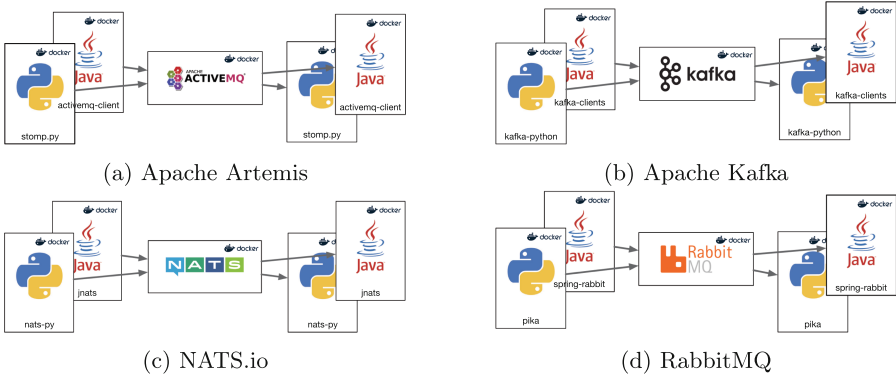 docker
docker
Java
activemq-client
stomp.py
docker
APACHE
ACTIVEMQ
docker
docker
Java
activemq-client
stomp.py
(a) Apache Artemis
docker
docker
Java
kafka-clients
kafka-python
docker
kafka
docker
docker
Java
kafka-clients
kafka-python
(b) Apache Kafka
docker
docker
Java
jnats
nats-py
docker
NATS
docker
docker
Java
jnats
nats-py
(c) NATS.io
docker
docker
Java
spring-rabbit
pika
docker
Rabbit
MQ
docker
docker
Java
spring-rabbit
pika
(d) RabbitMQ